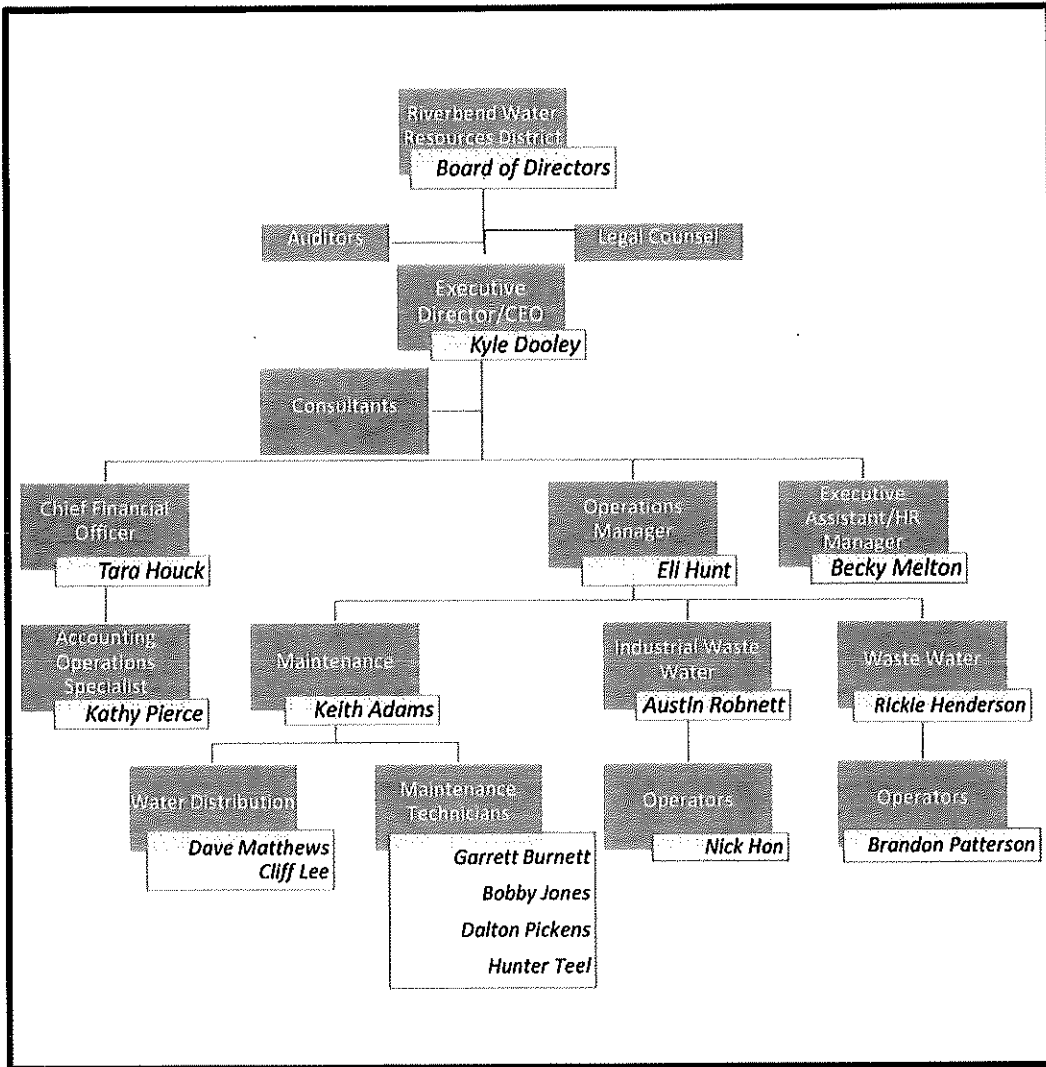 Riverbend Water
Resources District
Board of Directors
Auditors
Legal Counsel
Executive
Director/CEO
Kyle Dooley
Consultants
Chief Financial
Officer
Tara Houck
Operations
Manager
Eli Hunt
Executive
Assistant/HR
Manager
Becky Melton
Accounting
Operations
Specialist
Kathy Pierce
Maintenance
Keith Adams
Industrial Waste
Water
Austin Robnett
Waste Water
Rickie Henderson
Water Distribution
Dave Matthews
Cliff Lee
Maintenance
Technicians
Garrett Burnett
Bobby Jones
Dalton Pickens
Hunter Teel
Operators
Nick Hon
Operators
Brandon Patterson